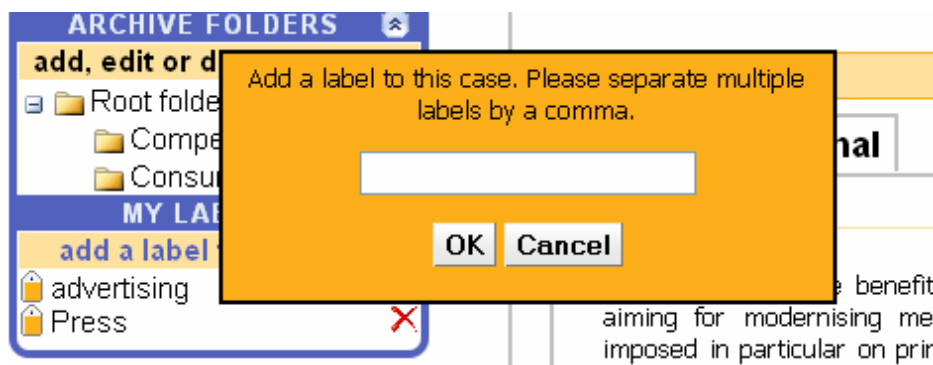 ARCHIVE FOLDERS
add, edit or d
Root folde
Compe
Consu
MY LA
add a label
advertising
Press
Add a label to this case. Please separate multiple
labels by a comma.
OK Cancel
nal
benefit
aiming for modernising me
imposed in particular on prin